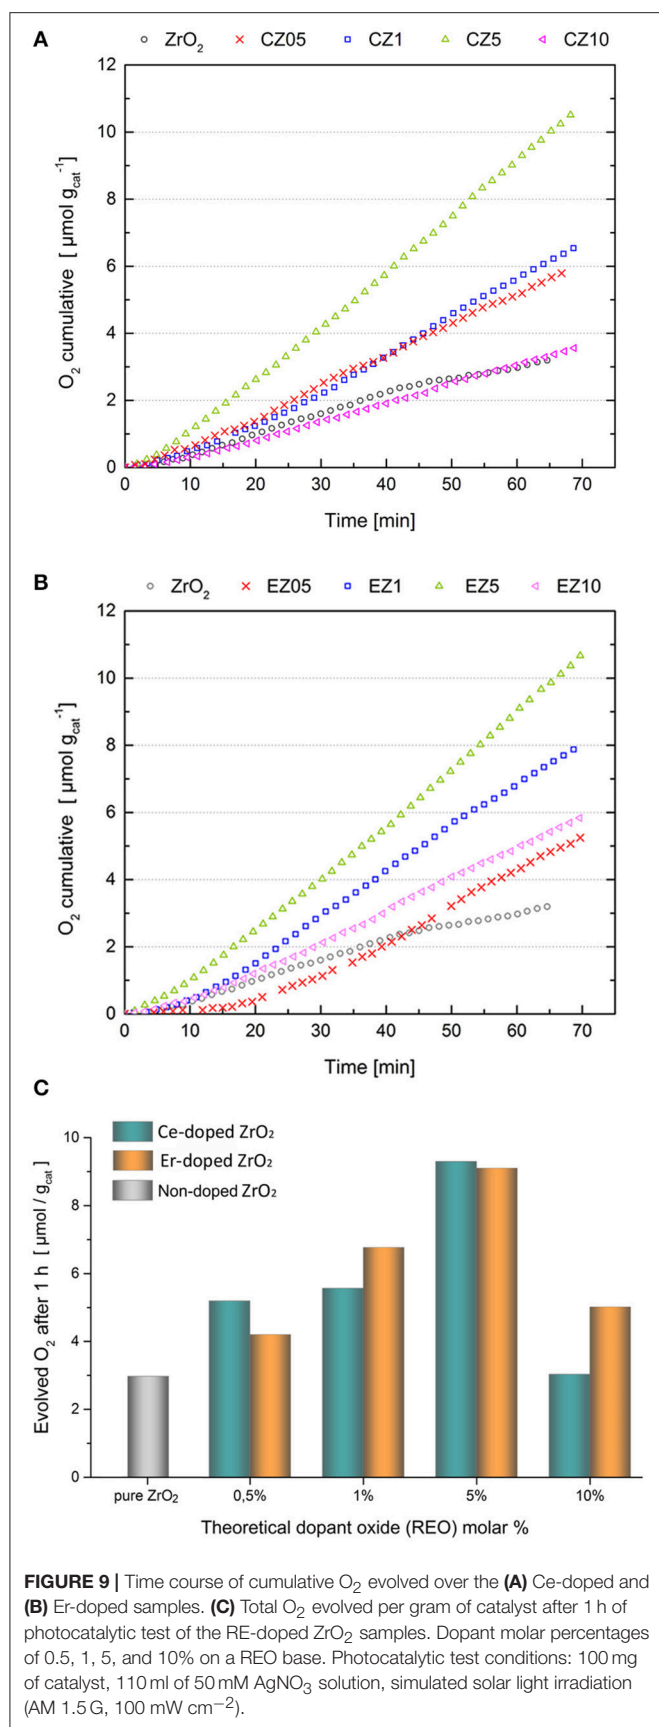 A
ZrO₂ CZ05 CZ1 CZ5 CZ10
12
10
8
6
4
2
0
O₂ cumulative [ µmol g_cat⁻¹ ]
0 10 20 30 40 50 60 70
Time [min]
B
ZrO₂ EZ05 EZ1 EZ5 EZ10
12
10
8
6
4
2
0
O₂ cumulative [ µmol g_cat⁻¹ ]
0 10 20 30 40 50 60 70
Time [min]
C
Ce-doped ZrO₂
Er-doped ZrO₂
Non-doped ZrO₂
10
8
6
4
2
0
Evolved O₂ after 1 h [ µmol / g_cat]
pure ZrO₂ 0,5% 1% 5% 10%
Theoretical dopant oxide (REO) molar %
FIGURE 9 | Time course of cumulative O₂ evolved over the (A) Ce-doped and
(B) Er-doped samples. (C) Total O₂ evolved per gram of catalyst after 1 h of
photocatalytic test of the RE-doped ZrO₂ samples. Dopant molar percentages
of 0.5, 1, 5, and 10% on a REO base. Photocatalytic test conditions: 100 mg
of catalyst, 110 ml of 50 mM AgNO₃ solution, simulated solar light irradiation
(AM 1.5 G, 100 mW cm⁻²).